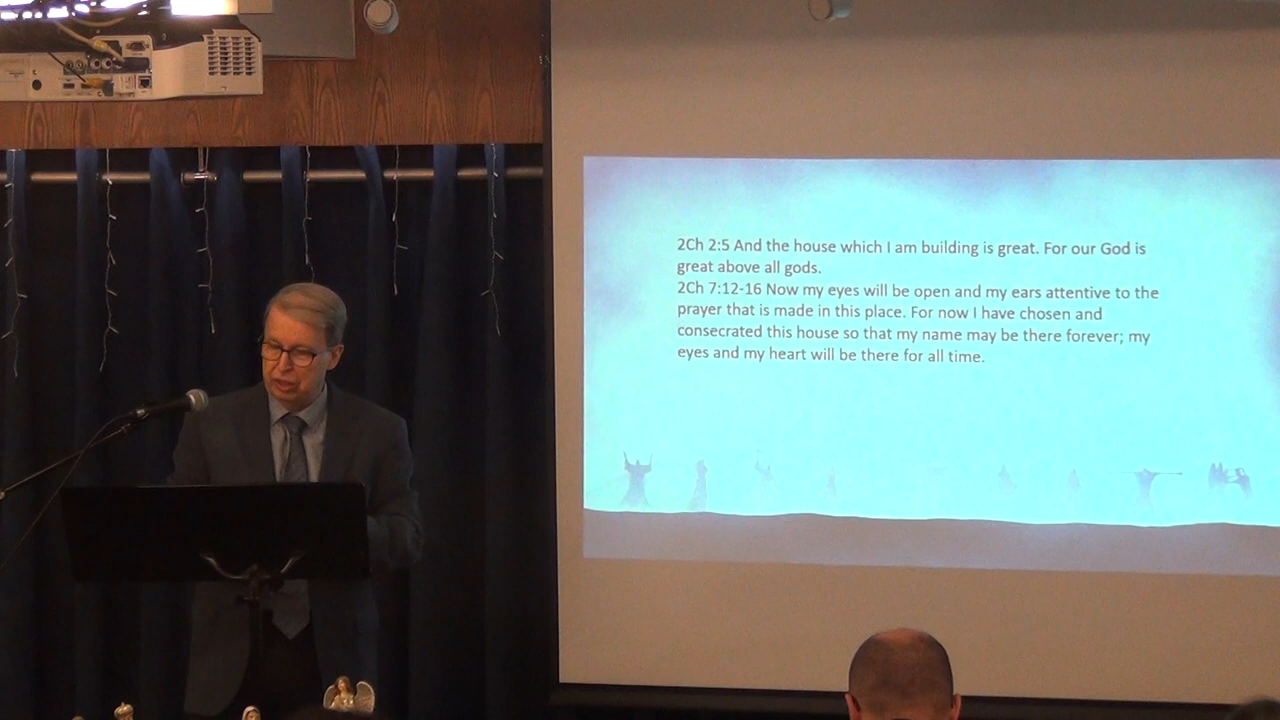 2Ch 2:5 And the house which I am building is great. For our God is
great above all gods.
2Ch 7:12-16 Now my eyes will be open and my ears attentive to the
prayer that is made in this place. For now I have chosen and
consecrated this house so that my name may be there forever; my
eyes and my heart will be there for all time.